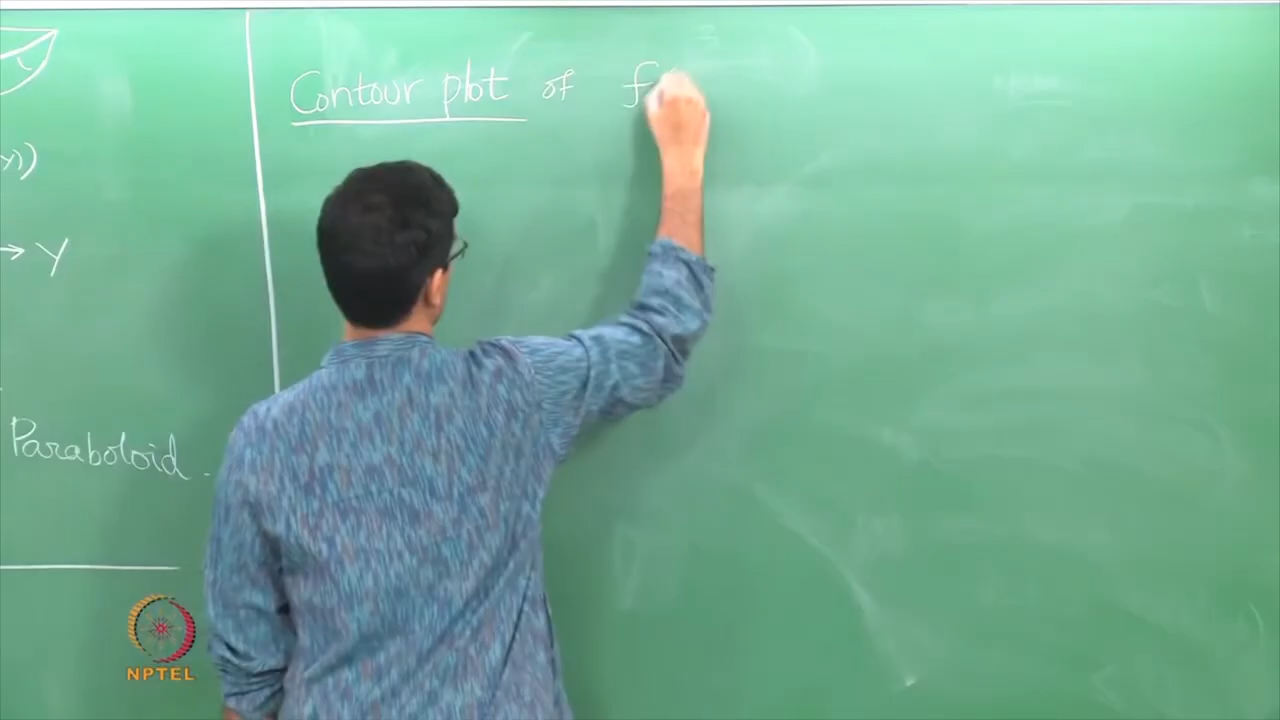 Contour plot of f
y))
→ Y
Paraboloid.
NPTEL